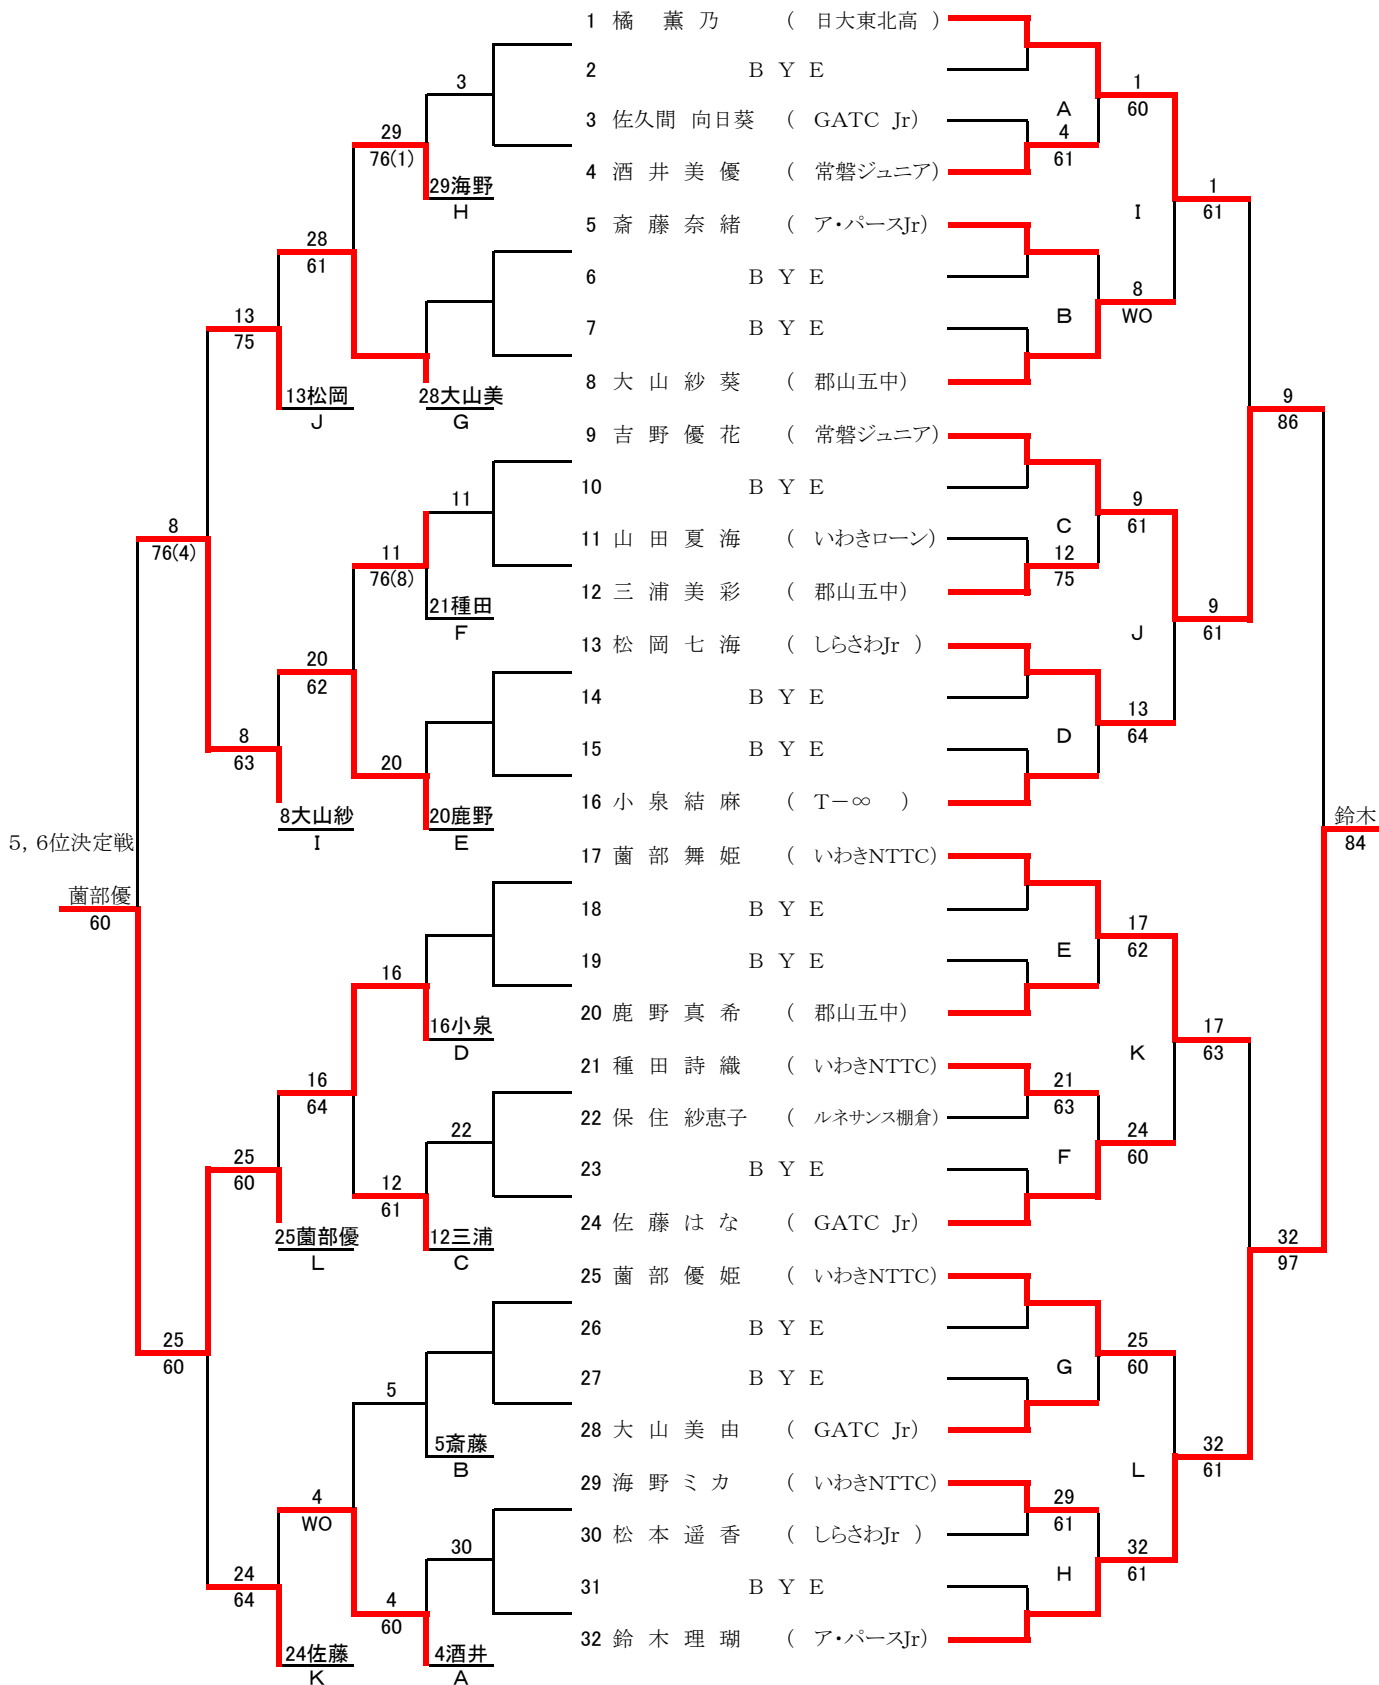 1 橘 薫 乃 ( 日大東北高 )
2 B Y E
3 佐久間 向日葵 ( GATC Jr)
4 酒 井 美 優 ( 常磐ジュニア)
5 斎 藤 奈 緒 ( ア・パースJr)
6 B Y E
7 B Y E
8 大 山 紗 葵 ( 郡山五中)
9 吉 野 優 花 ( 常磐ジュニア)
10 B Y E
11 山 田 夏 海 ( いわきローン)
12 三 浦 美 彩 ( 郡山五中)
13 松 岡 七 海 ( しらさわJr )
14 B Y E
15 B Y E
16 小 泉 結 麻 ( T－∞ )
17 薗 部 舞 姫 ( いわきNTTC)
18 B Y E
19 B Y E
20 鹿 野 真 希 ( 郡山五中)
21 種 田 詩 織 ( いわきNTTC)
22 保 住 紗恵子 ( ルネサンス棚倉)
23 B Y E
24 佐 藤 は な ( GATC Jr)
25 薗 部 優 姫 ( いわきNTTC)
26 B Y E
27 B Y E
28 大 山 美 由 ( GATC Jr)
29 海 野 ミ カ ( いわきNTTC)
30 松 本 遥 香 ( しらさわJr )
31 B Y E
32 鈴 木 理 瑚 ( ア・パースJr)
A
4
61
B
C
12
75
D
E
21
63
F
G
29
61
H
1
60
I
8
WO
9
61
J
13
64
17
62
K
24
60
25
60
L
32
61
1
61
9
61
17
63
32
61
9
86
32
97
鈴木
84
3
29
76(1)
29海野
H
28
61
13
75
13松岡
J
28大山美
G
11
11
76(8)
21種田
F
8
76(4)
20
62
8
63
20
8大山紗
I
20鹿野
E
5,6位決定戦
薗部優
60
16
16小泉
D
16
64
22
25
60
12
61
25薗部優
L
12三浦
C
25
60
5
5斎藤
B
4
WO
30
24
64
4
60
24佐藤
K
4酒井
A